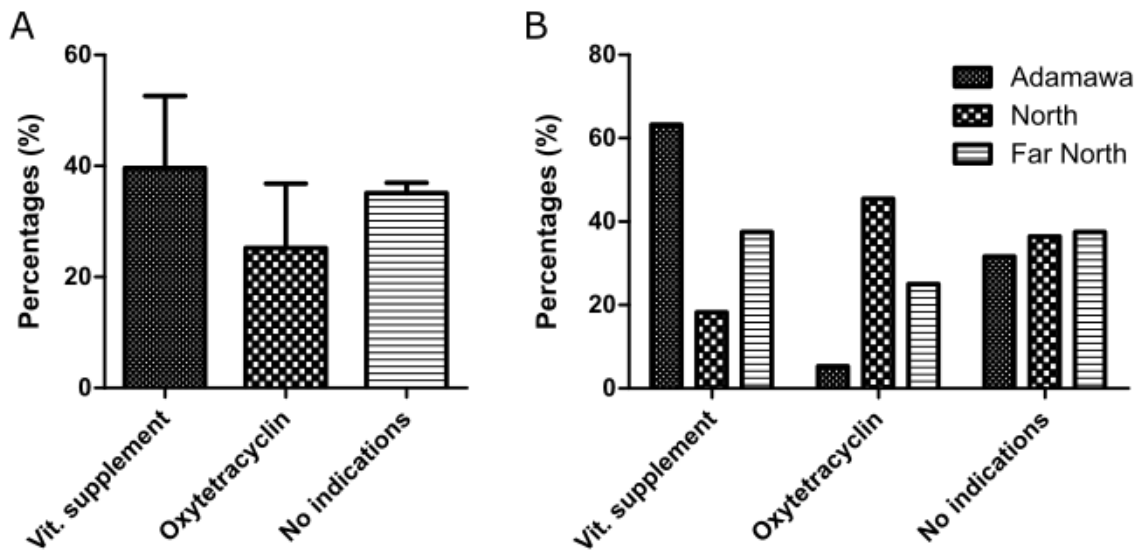 A
Percentages (%)
60
40
20
0
Vit. supplement
Oxytetracyclin
No indications
B
Percentages (%)
80
60
40
20
0
Adamawa
North
Far North
Vit. supplement
Oxytetracyclin
No indications